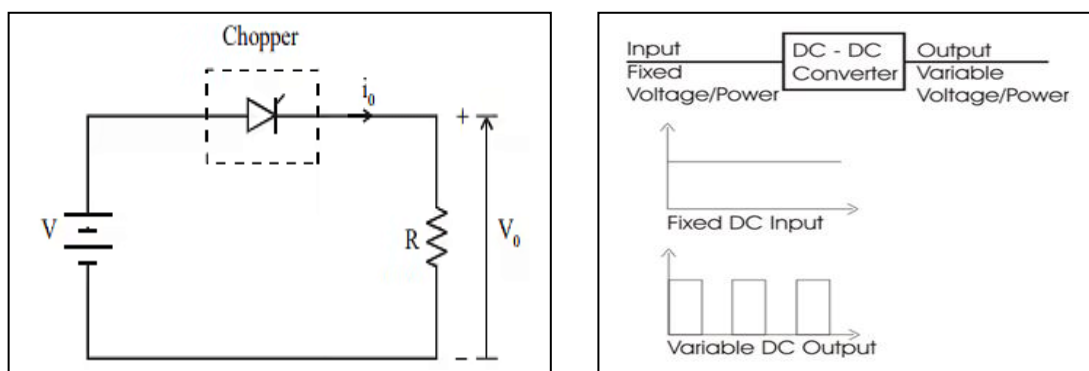 Chopper
i₀
+
V
R
V₀
-
Input
Fixed
Voltage/Power
DC - DC
Converter
Output
Variable
Voltage/Power
Fixed DC Input
Variable DC Output